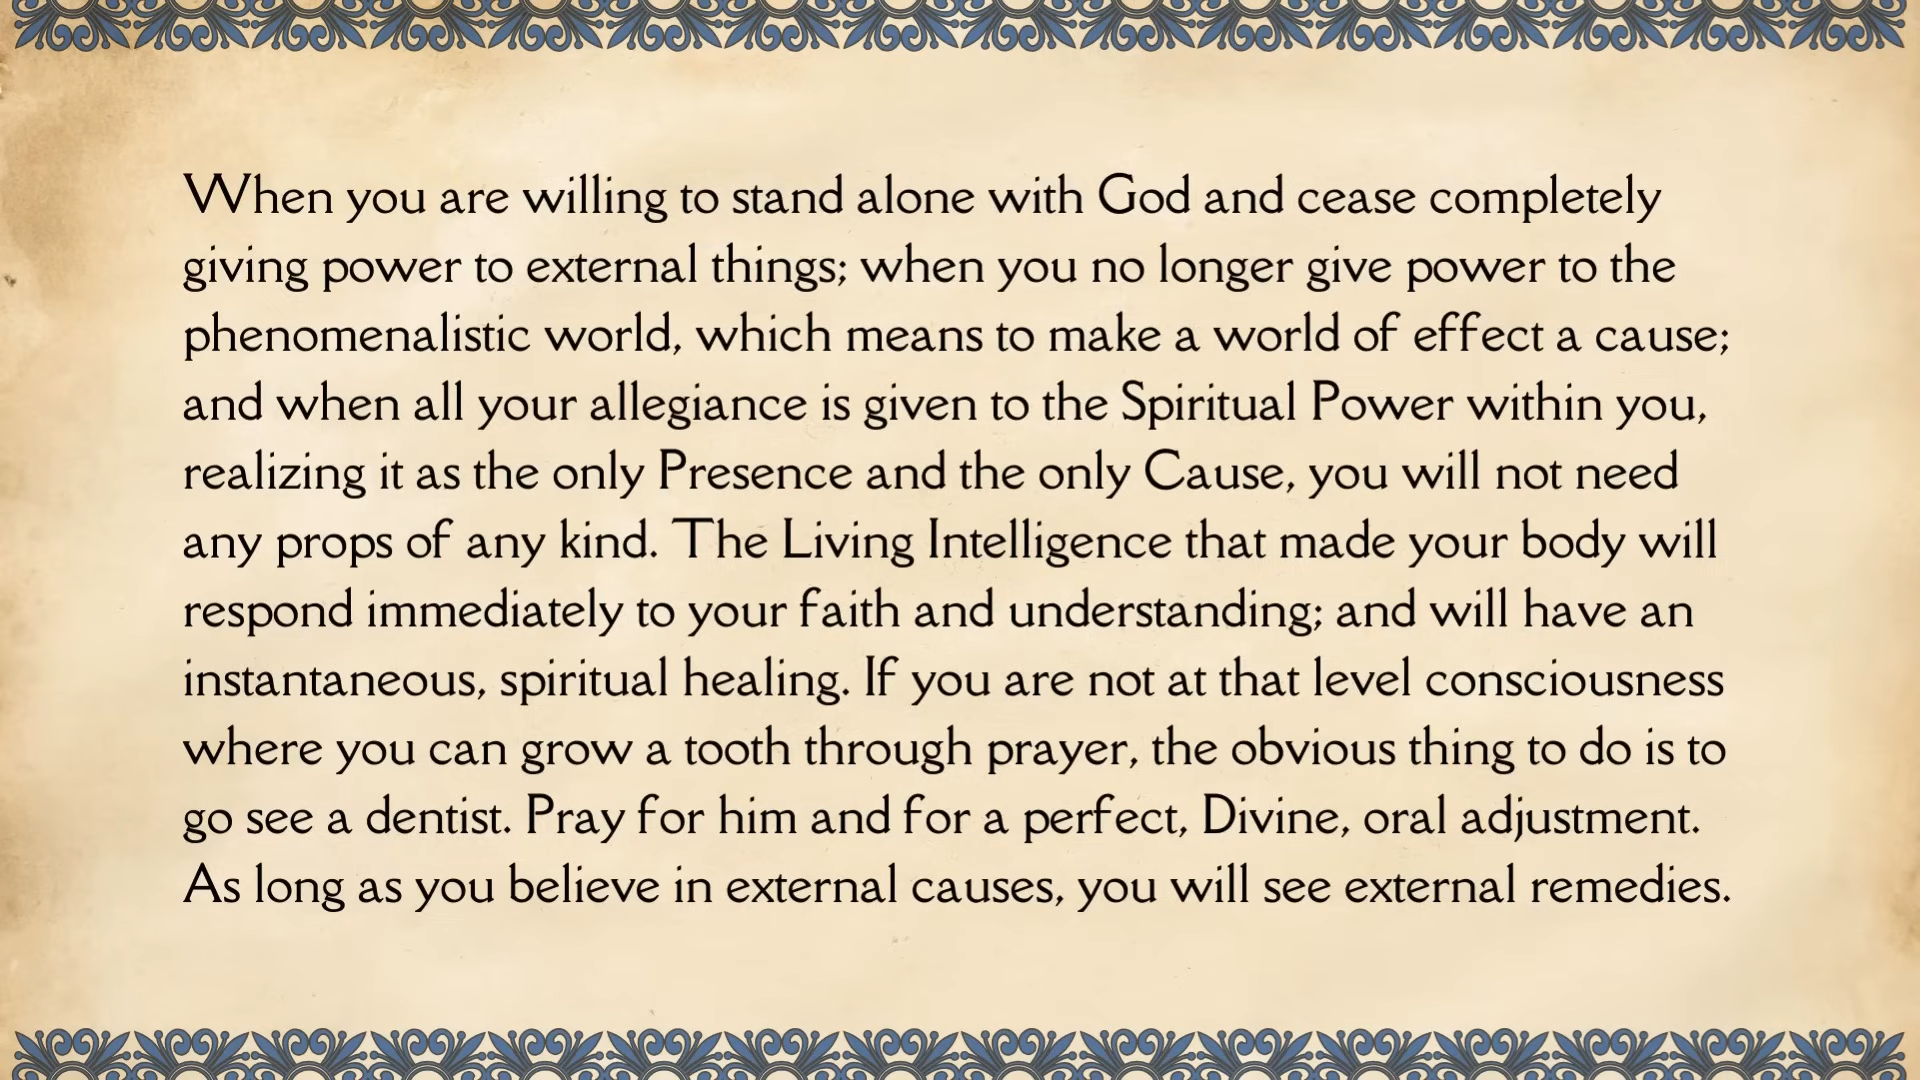 When you are willing to stand alone with God and cease completely
giving power to external things; when you no longer give power to the
phenomenalistic world, which means to make a world of effect a cause;
and when all your allegiance is given to the Spiritual Power within you,
realizing it as the only Presence and the only Cause, you will not need
any props of any kind. The Living Intelligence that made your body will
respond immediately to your faith and understanding; and will have an
instantaneous, spiritual healing. If you are not at that level consciousness
where you can grow a tooth through prayer, the obvious thing to do is to
go see a dentist. Pray for him and for a perfect, Divine, oral adjustment.
As long as you believe in external causes, you will see external remedies.